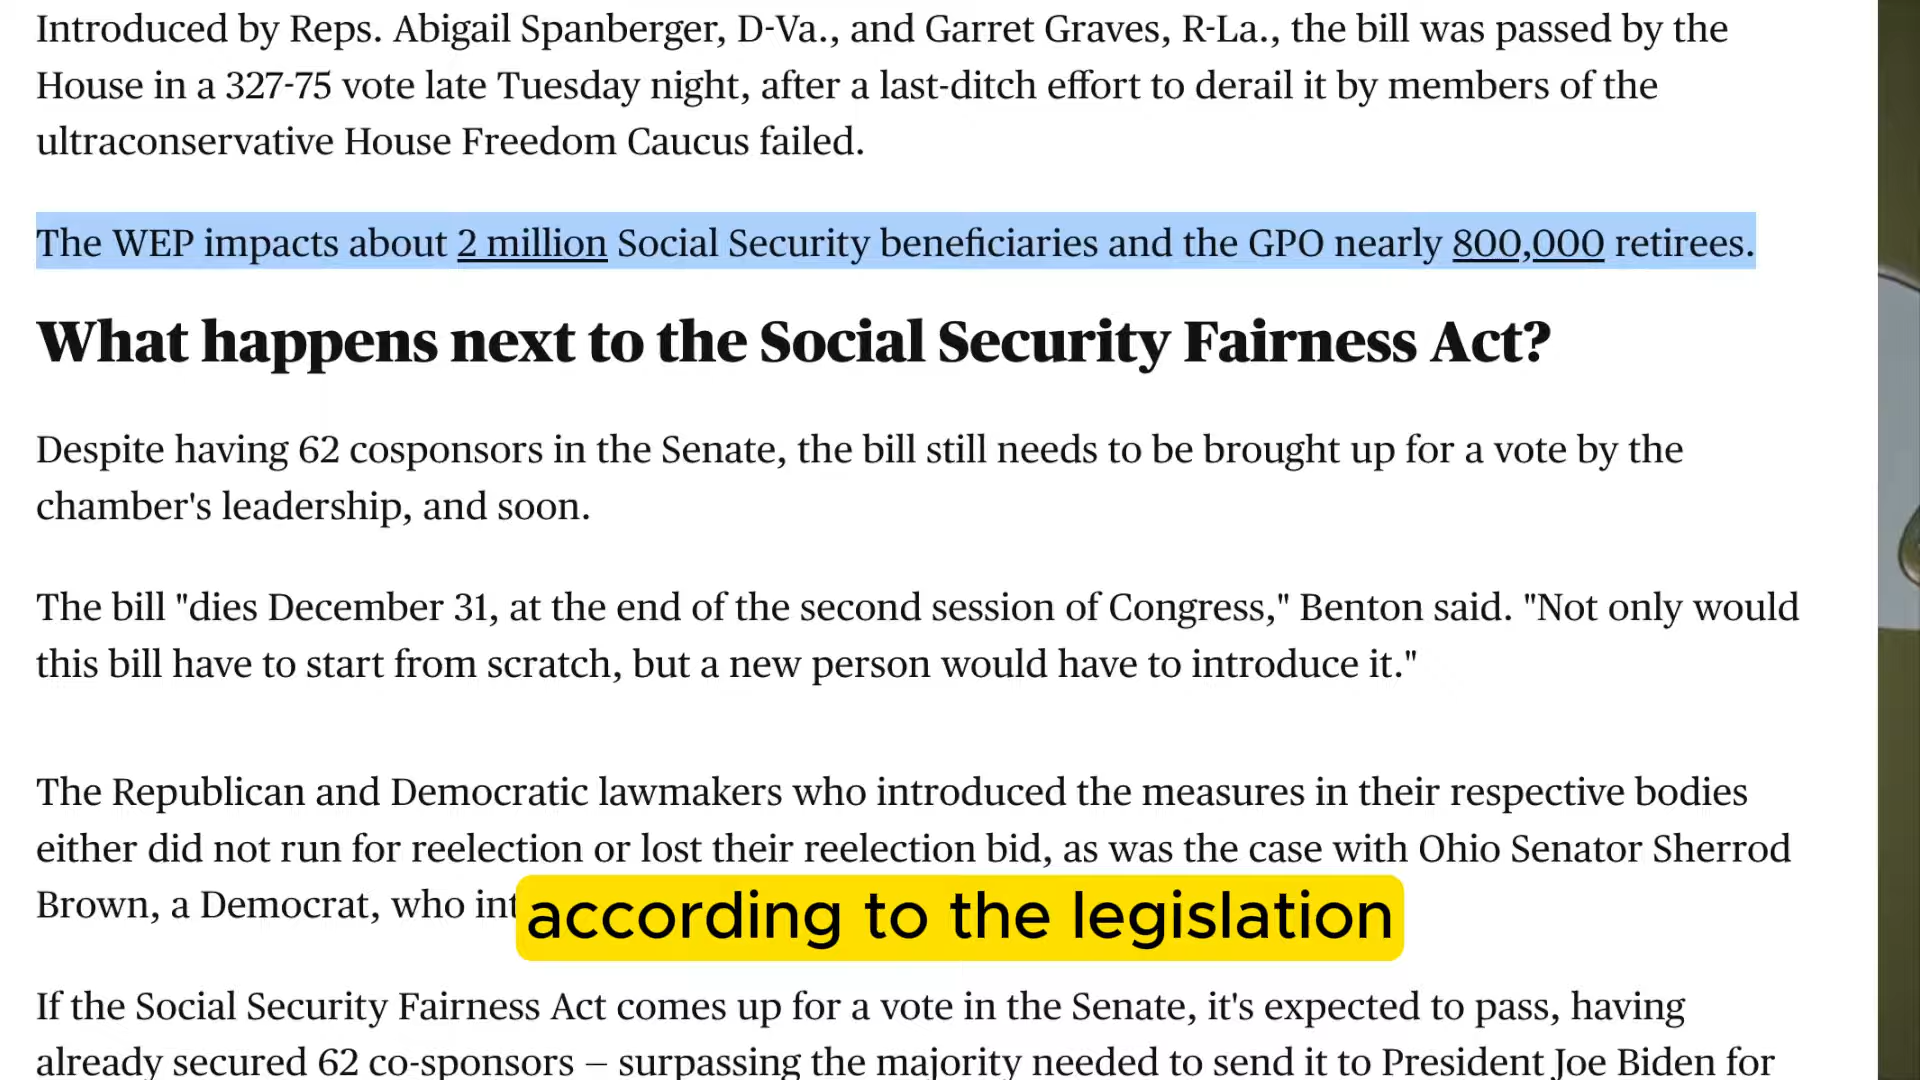 Introduced by Reps. Abigail Spanberger, D-Va., and Garret Graves, R-La., the bill was passed by the
House in a 327-75 vote late Tuesday night, after a last-ditch effort to derail it by members of the
ultraconservative House Freedom Caucus failed.
The WEP impacts about 2 million Social Security beneficiaries and the GPO nearly 800,000 retirees.
What happens next to the Social Security Fairness Act?
Despite having 62 cosponsors in the Senate, the bill still needs to be brought up for a vote by the
chamber's leadership, and soon.
The bill "dies December 31, at the end of the second session of Congress," Benton said. "Not only would
this bill have to start from scratch, but a new person would have to introduce it."
The Republican and Democratic lawmakers who introduced the measures in their respective bodies
either did not run for reelection or lost their reelection bid, as was the case with Ohio Senator Sherrod
Brown, a Democrat, who
according to the legislation
If the Social Security Fairness Act comes up for a vote in the Senate, it's expected to pass, having
already secured 62 co-sponsors — surpassing the majority needed to send it to President Joe Biden for